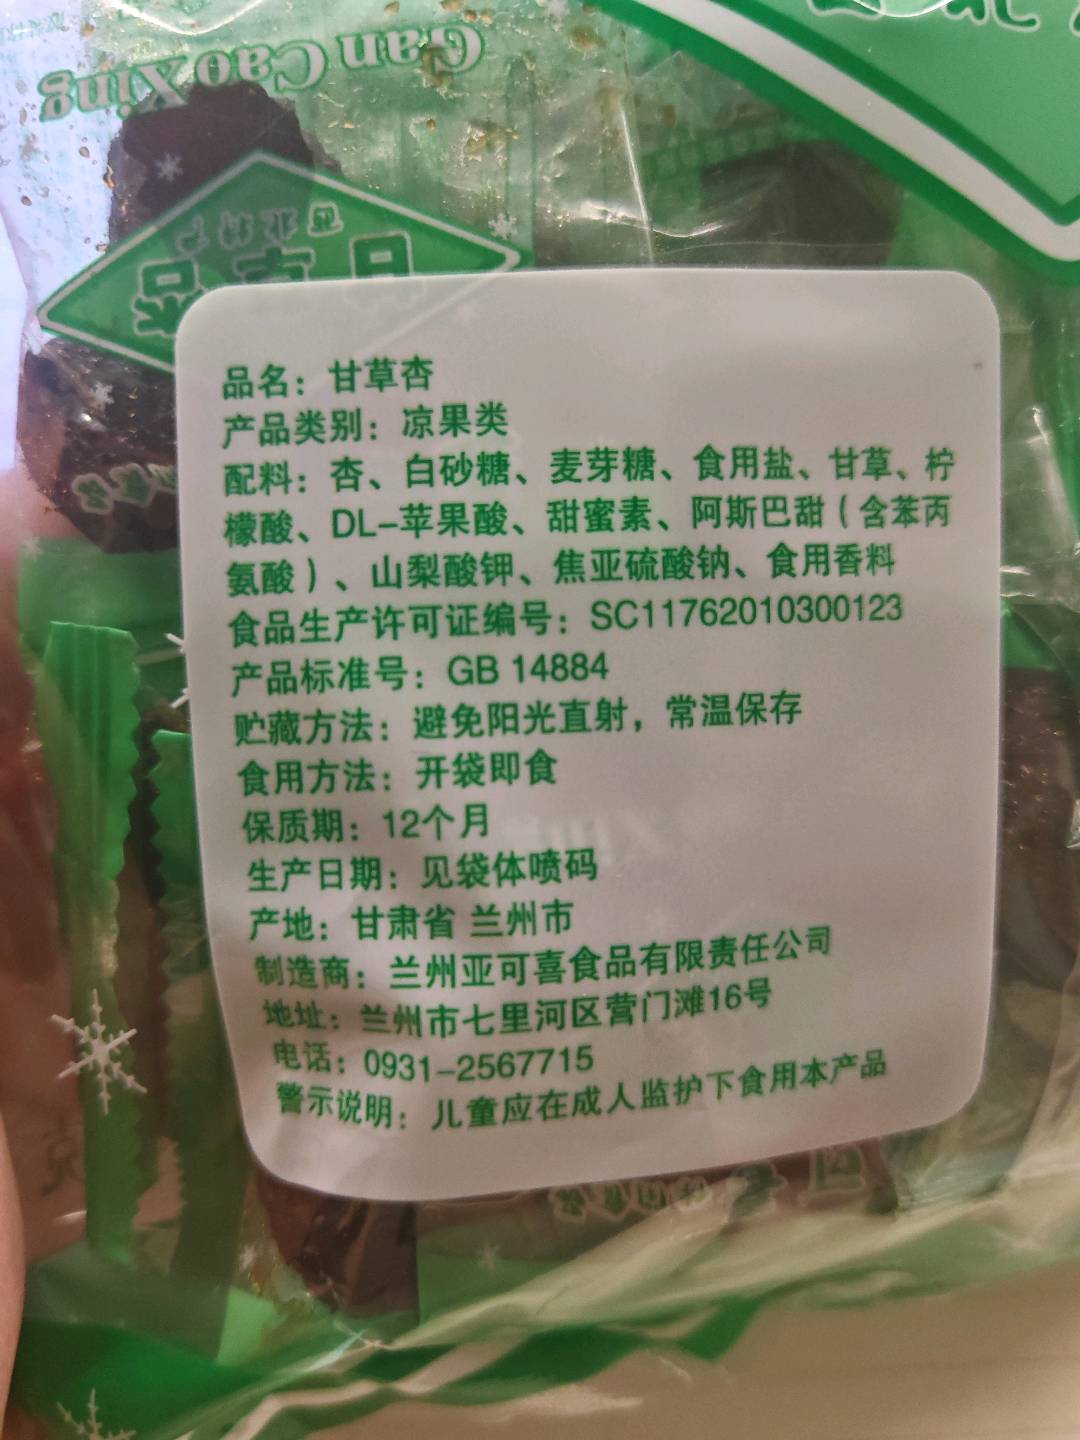 Gan Cao Xing
品名：甘草杏
产品类别：凉果类
配料：杏、白砂糖、麦芽糖、食用盐、甘草、柠
檬酸、DL-苹果酸、甜蜜素、阿斯巴甜（含苯丙
氨酸）、山梨酸钾、焦亚硫酸钠、食用香料
食品生产许可证编号：SC11762010300123
产品标准号：GB 14884
贮藏方法：避免阳光直射，常温保存
食用方法：开袋即食
保质期：12个月
生产日期：见袋体喷码
产地：甘肃省 兰州市
制造商：兰州亚可喜食品有限责任公司
地址：兰州市七里河区营门滩16号
电话：0931-2567715
警示说明：儿童应在成人监护下食用本产品